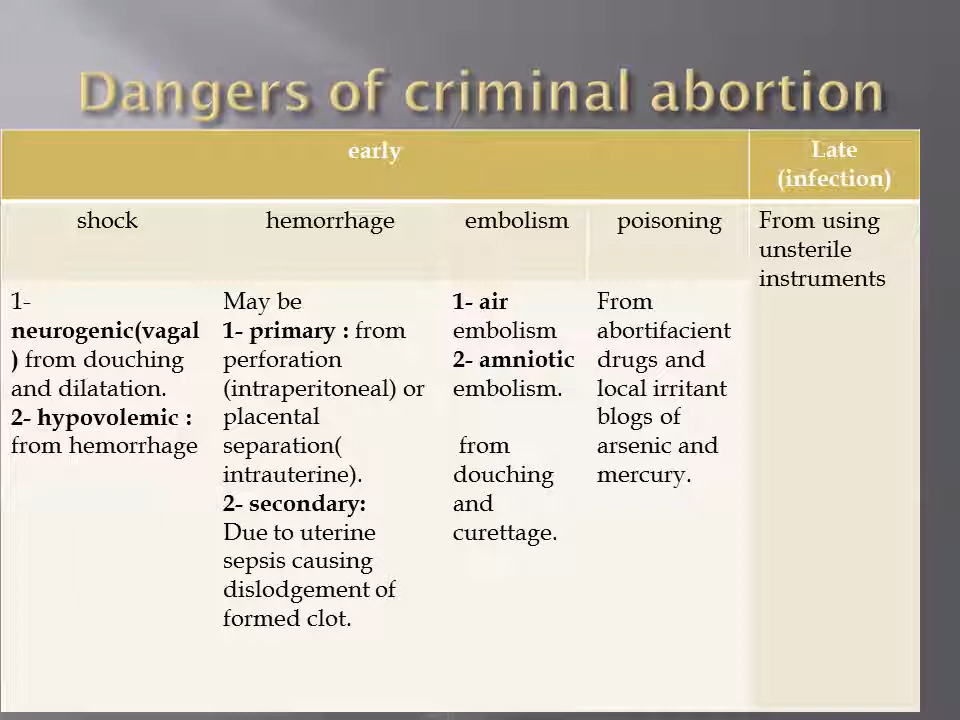 Dangers of criminal abortion
early
Late
(infection)
shock
hemorrhage
embolism
poisoning
From using
unsterile
instruments
1-
neurogenic(vagal
) from douching
and dilatation.
2- hypovolemic :
from hemorrhage
May be
1- primary : from
perforation
(intraperitoneal) or
placental
separation(
intrauterine).
2- secondary:
Due to uterine
sepsis causing
dislodgement of
formed clot.
1- air
embolism
2- amniotic
embolism.
from
douching
and
curettage.
From
abortifacient
drugs and
local irritant
blogs of
arsenic and
mercury.